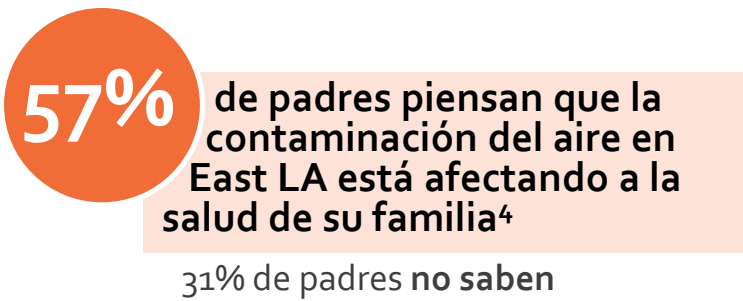 57% de padres piensan que la
contaminación del aire en
East LA está afectando a la
salud de su familia⁴
31% de padres no saben